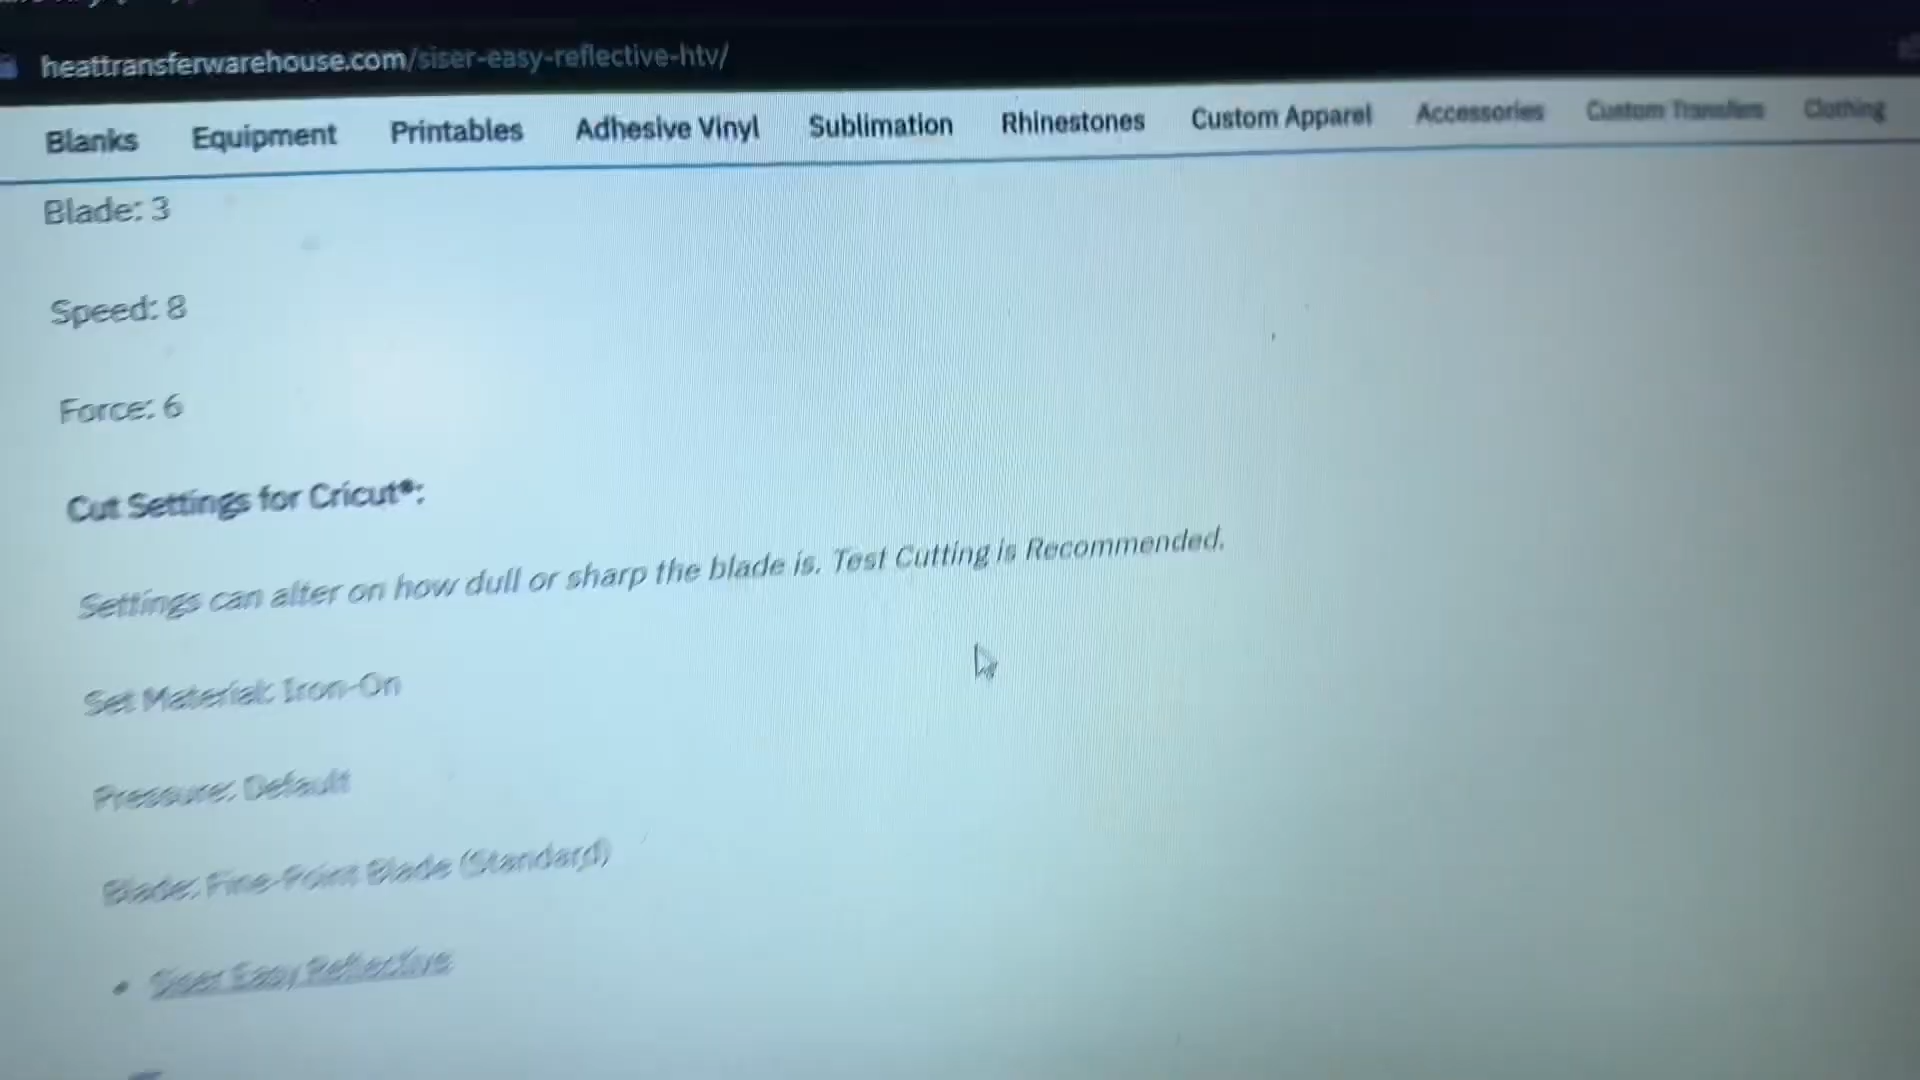 heattransferwarehouse.com/siser-easy-reflective-htv/
Blanks Equipment Printables Adhesive Vinyl Sublimation Rhinestones Custom Apparel Accessories Custom Transfers Clothing
Blade: 3
Speed: 8
Force: 6
Cut Settings for Cricut®:
Settings can alter on how dull or sharp the blade is. Test Cutting is Recommended.
Set Material: Iron-On
Pressure: Default
Blade: Fine-Point Blade (Standard)
• Siser Easy Reflective